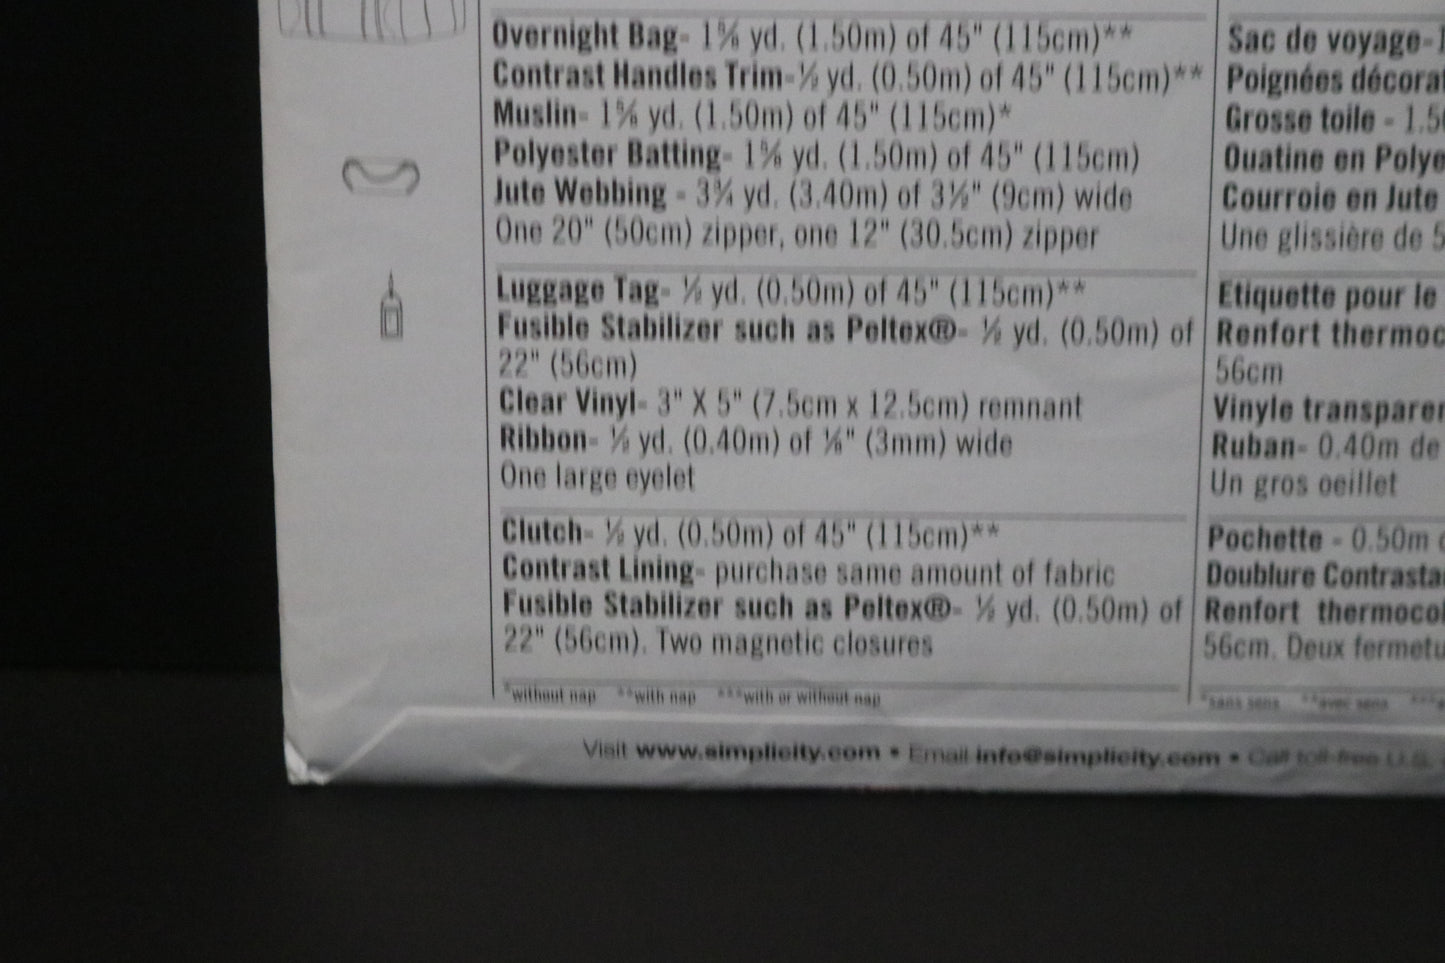 Overnight Bag- 1⅝ yd. (1.50m) of 45" (115cm)**
Contrast Handles Trim-½ yd. (0.50m) of 45" (115cm)**
Muslin- 1⅝ yd. (1.50m) of 45" (115cm)*
Polyester Batting- 1⅝ yd. (1.50m) of 45" (115cm)
Jute Webbing - 3¾ yd. (3.40m) of 3½" (9cm) wide
One 20" (50cm) zipper, one 12" (30.5cm) zipper
Luggage Tag- ½ yd. (0.50m) of 45" (115cm)**
Fusible Stabilizer such as Peltex®- ½ yd. (0.50m) of
22" (56cm)
Clear Vinyl- 3" X 5" (7.5cm x 12.5cm) remnant
Ribbon- yd. (0.40m) of ⅛" (3mm) wide
One large eyelet
Clutch- ½ yd. (0.50m) of 45" (115cm)**
Contrast Lining- purchase same amount of fabric
Fusible Stabilizer such as Peltex®- ½ yd. (0.50m) of
22" (56cm). Two magnetic closures
*without nap **with nap ***with or without nap
Sac de voyage-
Poignées décorat
Grosse toile - 1.5
Ouatine en Polye
Courroie en Jute
Une glissière de 5
Etiquette pour le
Renfort thermoc
56cm
Vinyle transparen
Ruban- 0.40m de
Un gros oeillet
Pochette - 0.50m
Doublure Contrasta
Renfort thermocol
56cm. Deux fermetu
*sans sens **avec sens ***
Visit www.simplicity.com • Email info@simplicity.com • Call toll-free U.S.